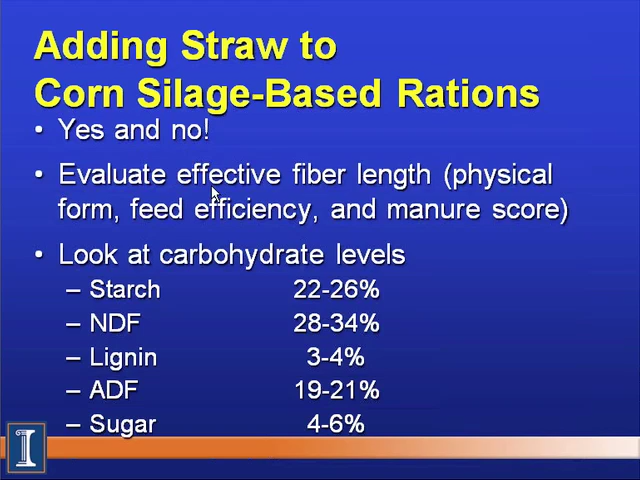 Adding Straw to
Corn Silage-Based Rations
• Yes and no!
• Evaluate effective fiber length (physical
form, feed efficiency, and manure score)
• Look at carbohydrate levels
– Starch 22-26%
– NDF 28-34%
– Lignin 3-4%
– ADF 19-21%
– Sugar 4-6%
I